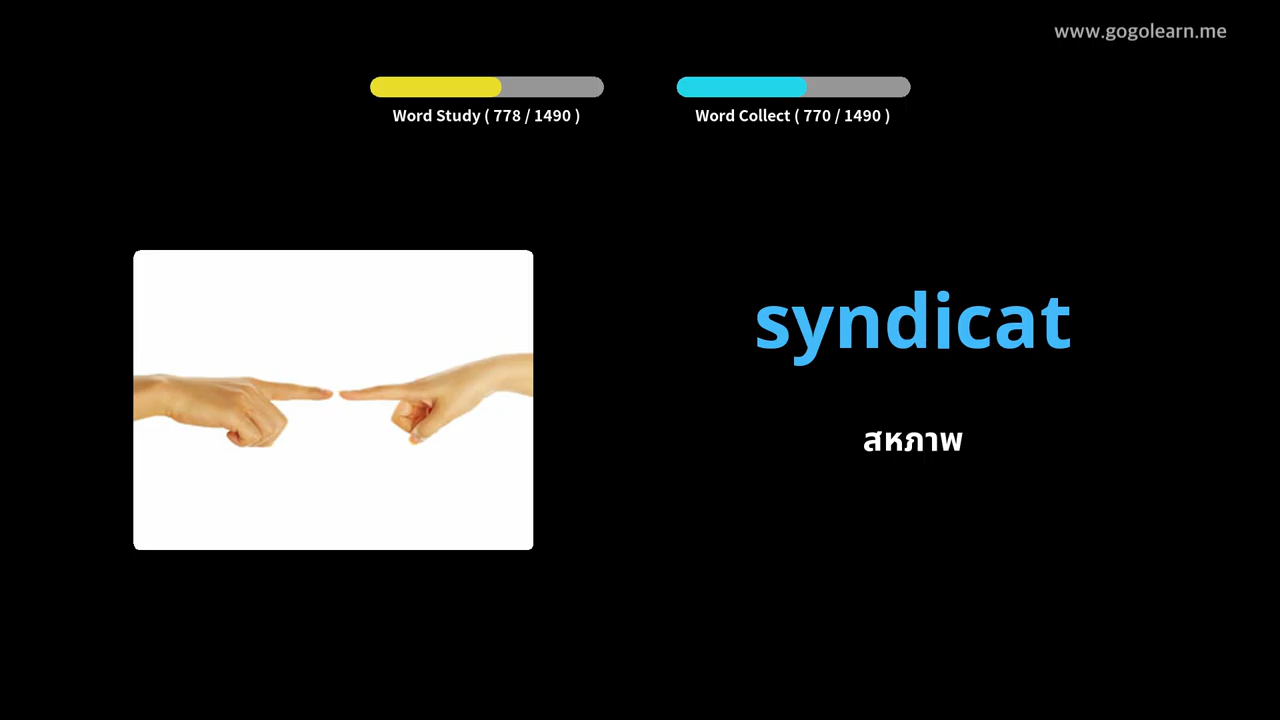 www.gogolearn.me
Word Study ( 778 / 1490 )
Word Collect ( 770 / 1490 )
syndicat
สหภาพ